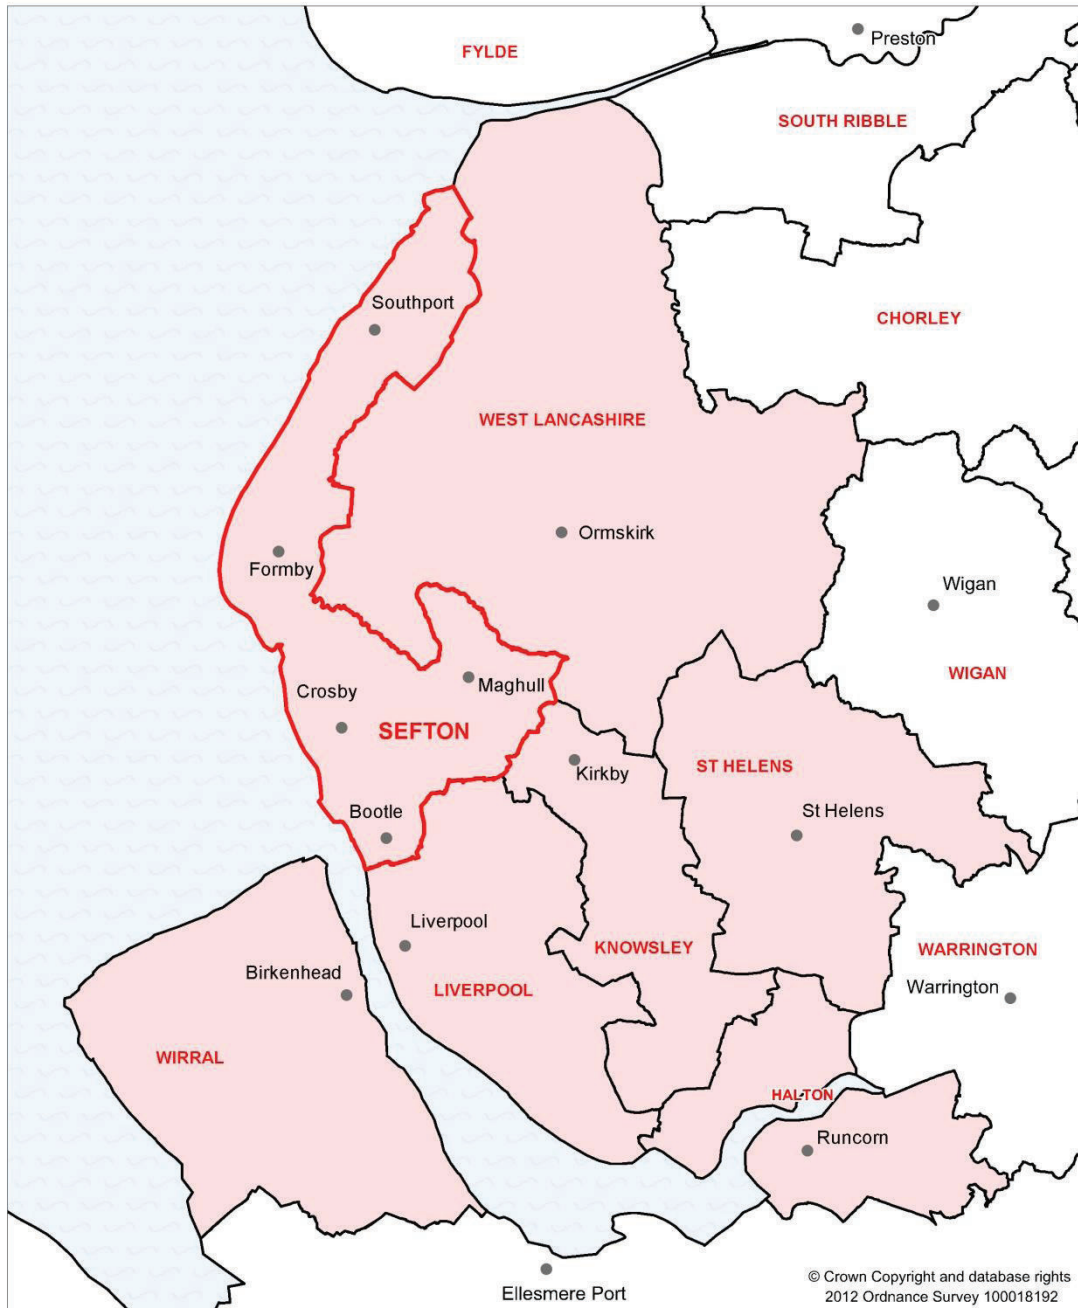 Preston
FYLDE
SOUTH RIBBLE
Southport
CHORLEY
WEST LANCASHIRE
Ormskirk
Formby
Wigan
WIGAN
Maghull
Crosby
SEFTON
Kirkby
ST HELENS
St Helens
Bootle
Liverpool
KNOWSLEY
WARRINGTON
Birkenhead
LIVERPOOL
Warrington
WIRRAL
HALTON
Runcorn
Ellesmere Port
© Crown Copyright and database rights
2012 Ordnance Survey 100018192